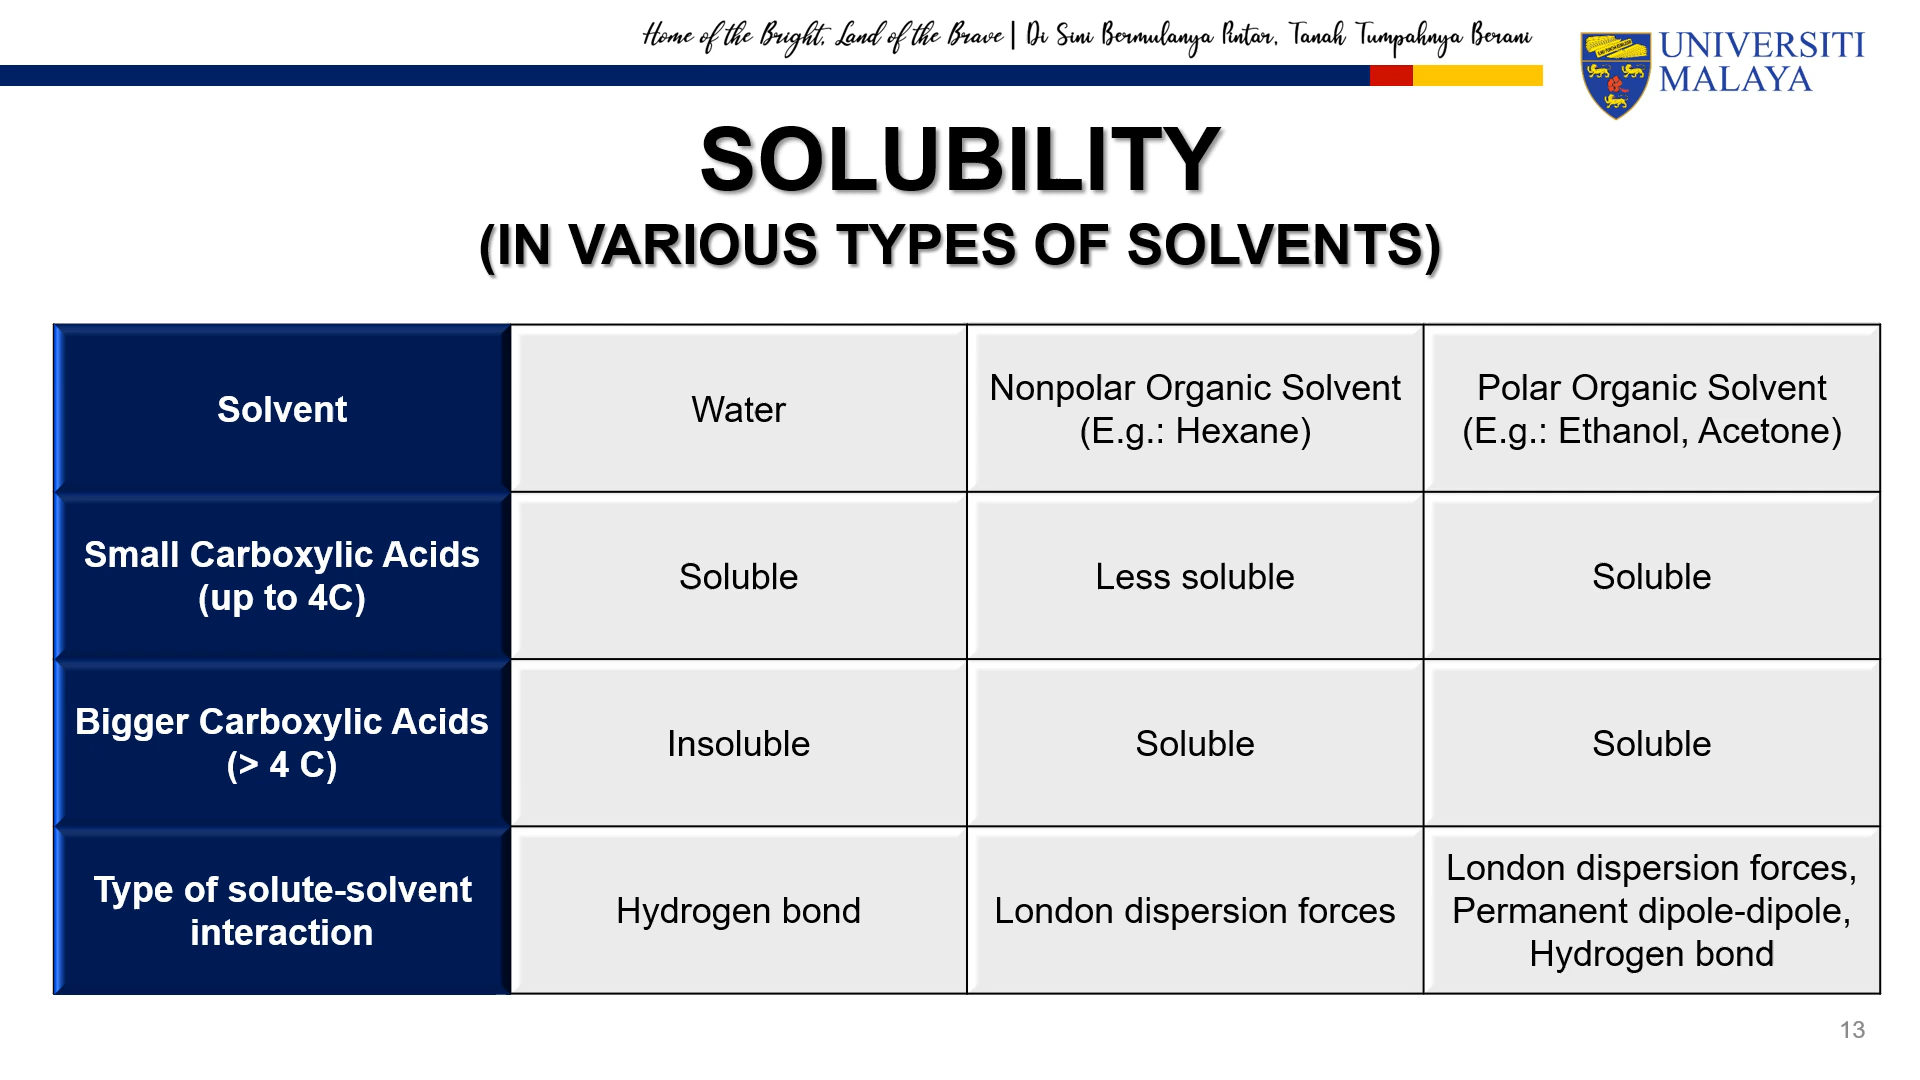 Home of the Bright, Land of the Brave | Di Sini Bermulanya Pintar, Tanah Tumpahnya Berani
UNIVERSITI
MALAYA
SOLUBILITY
(IN VARIOUS TYPES OF SOLVENTS)
Solvent
Water
Nonpolar Organic Solvent
(E.g.: Hexane)
Polar Organic Solvent
(E.g.: Ethanol, Acetone)
Small Carboxylic Acids
(up to 4C)
Soluble
Less soluble
Soluble
Bigger Carboxylic Acids
(> 4 C)
Insoluble
Soluble
Soluble
Type of solute-solvent
interaction
Hydrogen bond
London dispersion forces
London dispersion forces,
Permanent dipole-dipole,
Hydrogen bond
13